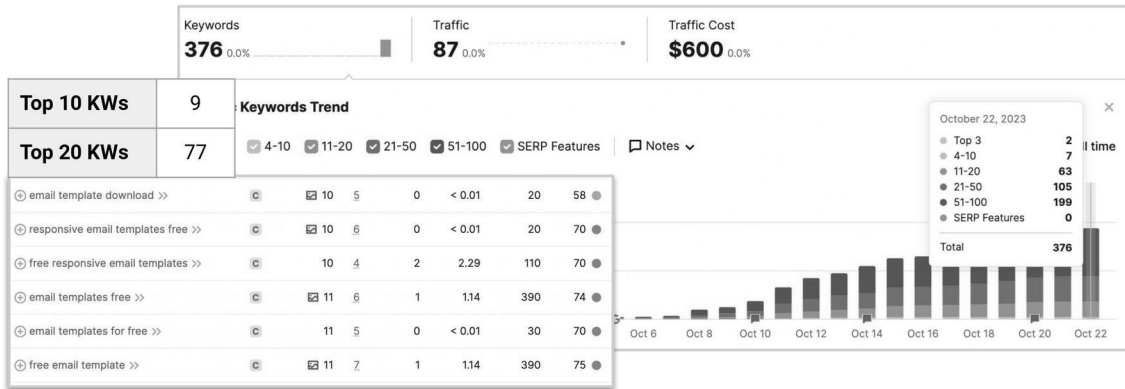 Keywords
376 0.0%
Traffic
87 0.0%
Traffic Cost
$600 0.0%
Top 10 KWs 9
Top 20 KWs 77
Keywords Trend
4-10 11-20 21-50 51-100 SERP Features Notes
October 22, 2023
Top 3 2
4-10 7
11-20 63
21-50 105
51-100 199
SERP Features 0
Total 376
time
email template download >> C 10 5 0 < 0.01 20 58
responsive email templates free >> C 10 6 0 < 0.01 20 70
free responsive email templates >> C 10 4 2 2.29 110 70
email templates free >> C 11 6 1 1.14 390 74
email templates for free >> C 11 5 0 < 0.01 30 70
free email template >> C 11 7 1 1.14 390 75
Oct 6 Oct 8 Oct 10 Oct 12 Oct 14 Oct 16 Oct 18 Oct 20 Oct 22